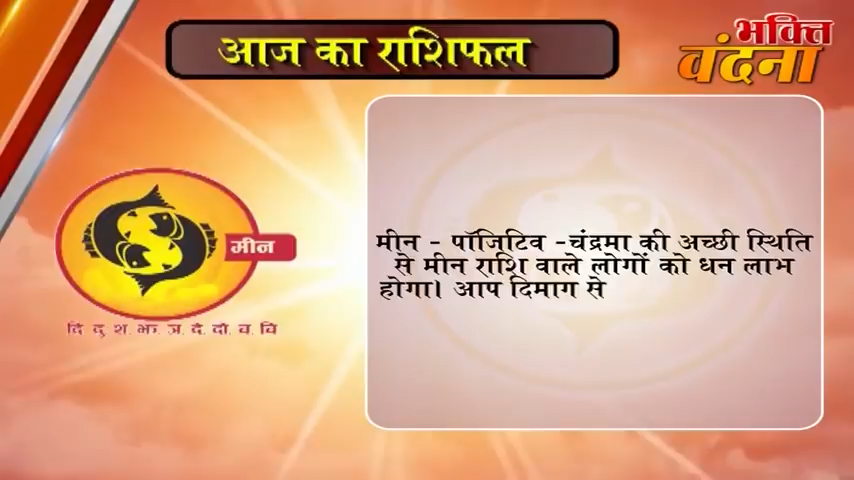 आज का राशिफल
भक्ति
वंदना
मीन
दि दु श. भ. ञ. दे. दो. च. चि
मीन - पॉजिटिव -चंद्रमा की अच्छी स्थिति
से मीन राशि वाले लोगों को धन लाभ
होगा। आप दिमाग से